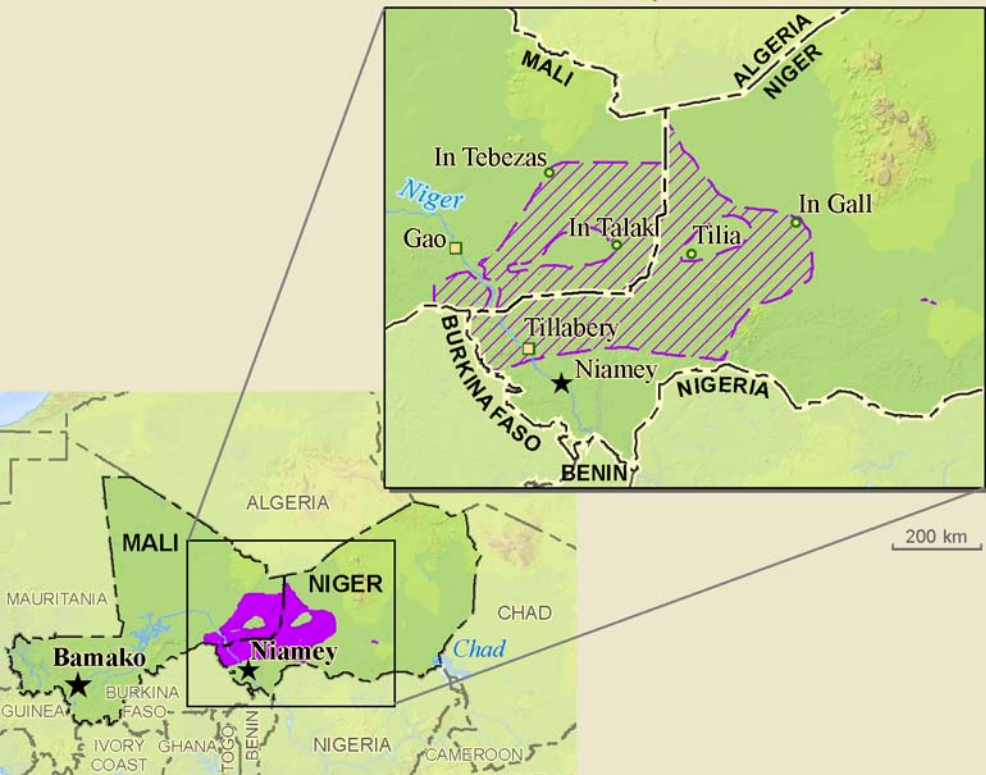 ALGERIA
NIGER
MALI
In Tebezas
Niger
In Gall
In Talak
Tilia
Gao
Tillabery
BURKINA FASO
Niamey
NIGERIA
BENIN
200 km
ALGERIA
MALI
NIGER
MAURITANIA
CHAD
Bamako
Niamey
Chad
BURKINA
FASO
GUINEA
IVORY
COAST
GHANA
TOGO
BENIN
NIGERIA
CAMEROON